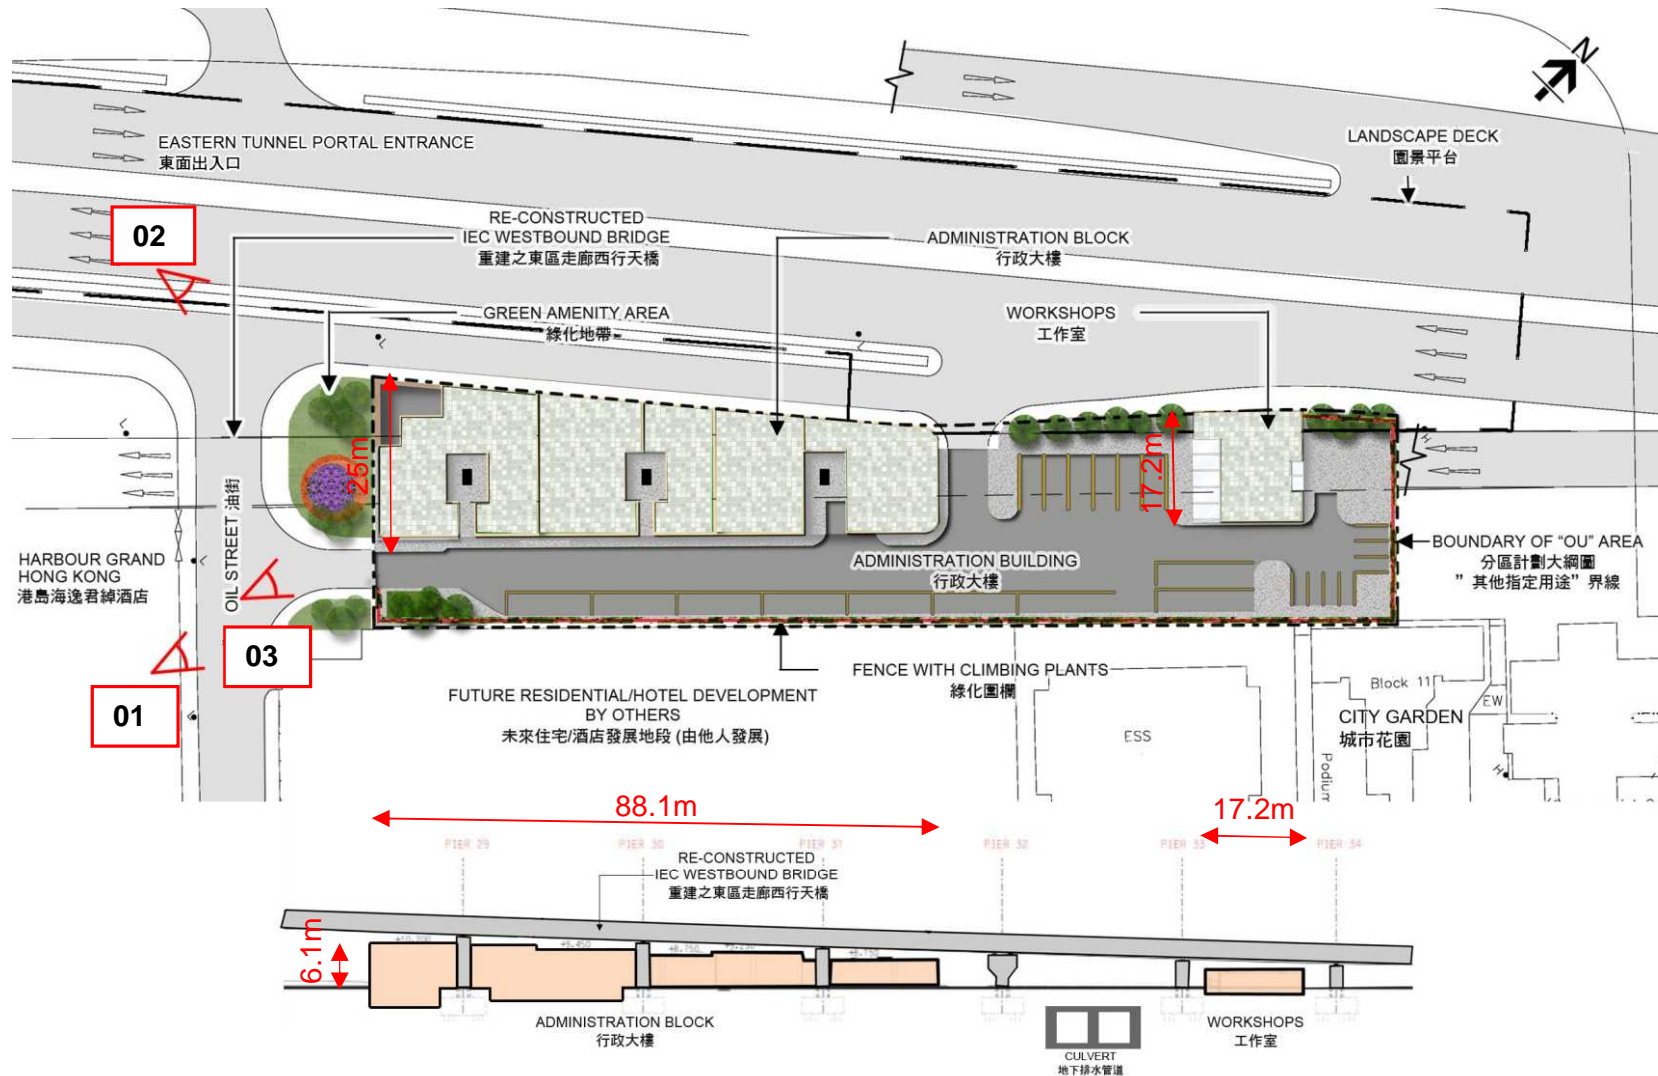 N
EASTERN TUNNEL PORTAL ENTRANCE
東面出入口
LANDSCAPE DECK
園景平台
02
RE-CONSTRUCTED
IEC WESTBOUND BRIDGE
重建之東區走廊西行天橋
ADMINISTRATION BLOCK
行政大樓
GREEN AMENITY AREA
綠化地帶
WORKSHOPS
工作室
25m
17.2m
OIL STREET 油街
HARBOUR GRAND
HONG KONG
港島海逸君綽酒店
ADMINISTRATION BUILDING
行政大樓
BOUNDARY OF "OU" AREA
分區計劃大綱圖
"其他指定用途" 界線
03
01
FENCE WITH CLIMBING PLANTS
綠化圍欄
FUTURE RESIDENTIAL/HOTEL DEVELOPMENT
BY OTHERS
未來住宅/酒店發展地段 (由他人發展)
ESS
Block 11
EW
CITY GARDEN
城市花園
Podium
H
88.1m
17.2m
PIER 29
PIER 30
PIER 31
PIER 32
PIER 33
PIER 34
RE-CONSTRUCTED
IEC WESTBOUND BRIDGE
重建之東區走廊西行天橋
6.1m
+9.450
+8.750
ADMINISTRATION BLOCK
行政大樓
CULVERT
地下排水管道
WORKSHOPS
工作室